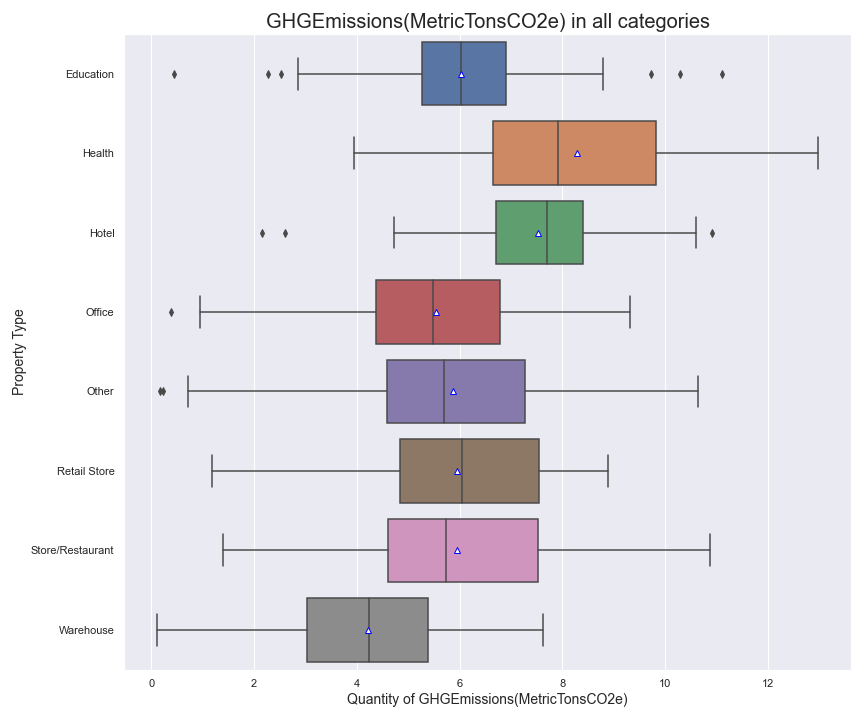 GHGEmissions(MetricTonsCO2e) in all categories
Property Type
Education
Health
Hotel
Office
Other
Retail Store
Store/Restaurant
Warehouse
0 2 4 6 8 10 12
Quantity of GHGEmissions(MetricTonsCO2e)